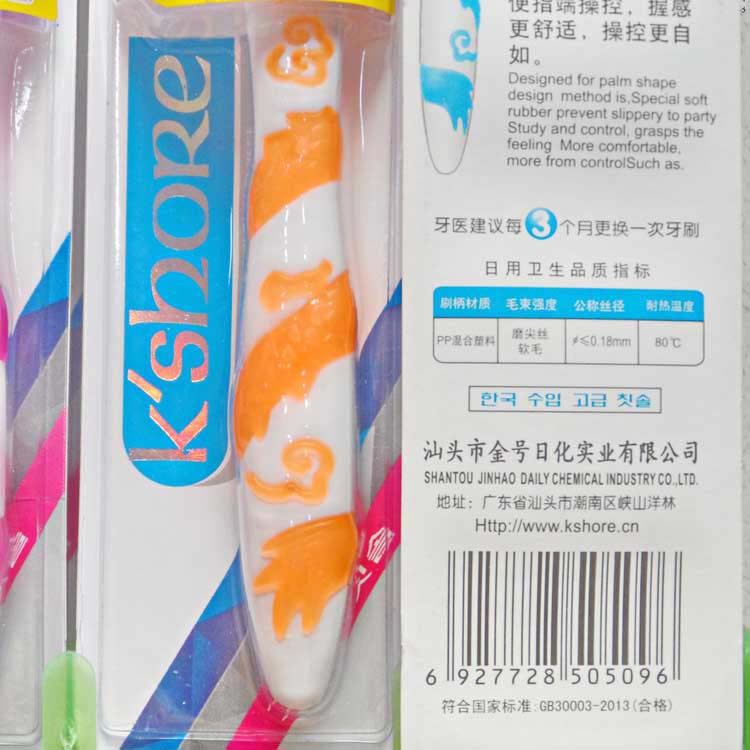 k'shore
便指端操控，握感
更舒适，操控更自
如。
Designed for palm shape
design method is,Special soft
rubber prevent slippery to party
Study and control, grasps the
feeling More comfortable,
more from controlSuch as.
牙医建议每3个月更换一次牙刷
日用卫生品质指标
刷柄材质 毛束强度 公称丝径 耐热温度
PP混合塑料 磨尖丝 软毛 ≠≤0.18mm 80℃
한국 수입 고급 칫솔
汕头市金号日化实业有限公司
SHANTOU JINHAO DAILY CHEMICAL INDUSTRY CO.,LTD.
地址：广东省汕头市潮南区峡山洋林
Http://www.kshore.cn
6 927728 505096
符合国家标准:GB30003-2013(合格)